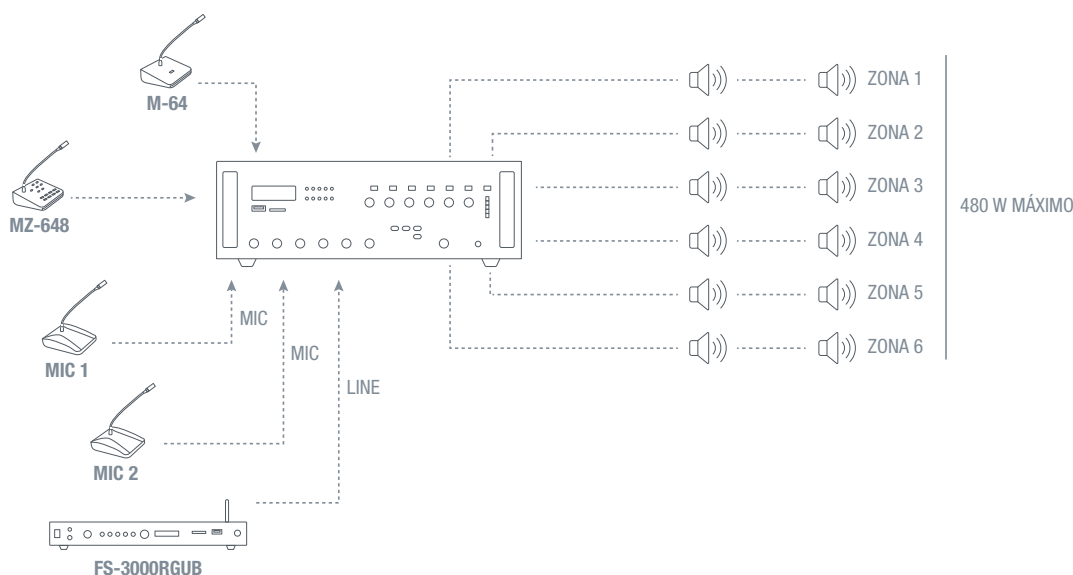 M-64
MZ-648
MIC 1
MIC 2
FS-3000RGUB
MIC
MIC
LINE
ZONA 1
ZONA 2
ZONA 3
ZONA 4
ZONA 5
ZONA 6
480 W MÁXIMO